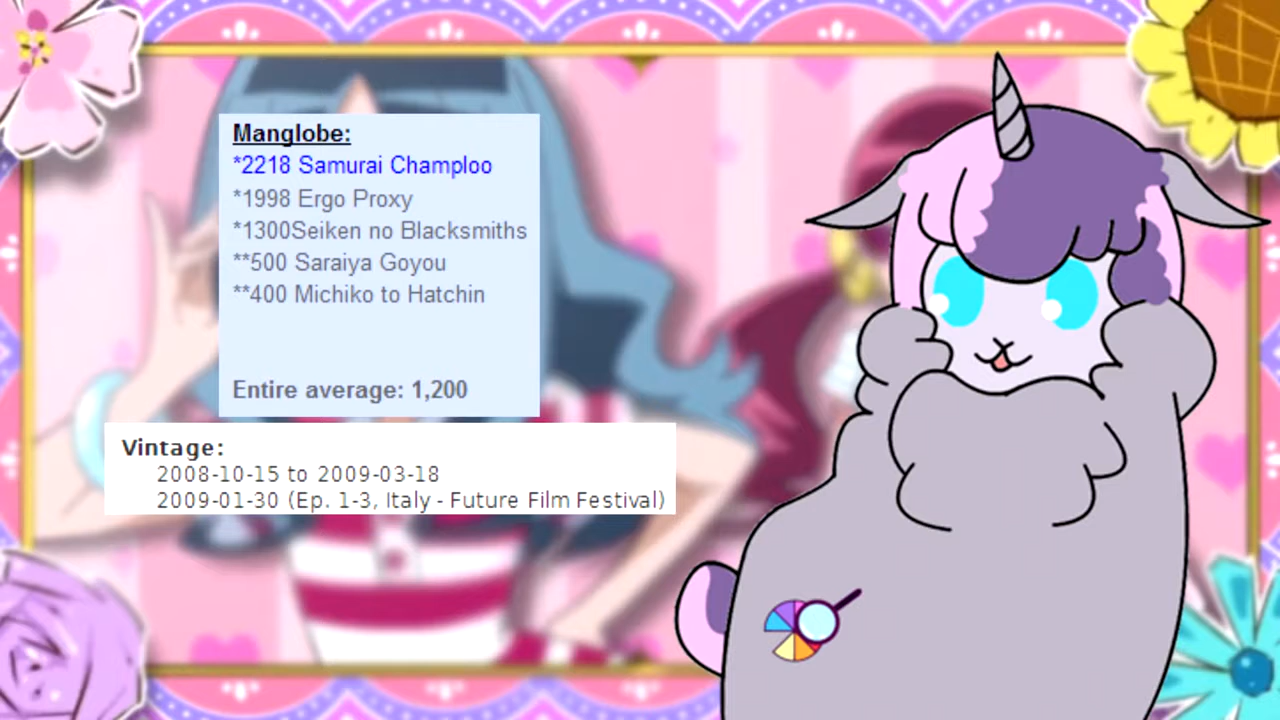 Manglobe:
*2218 Samurai Champloo
*1998 Ergo Proxy
*1300Seiken no Blacksmiths
**500 Saraiya Goyou
**400 Michiko to Hatchin
Entire average: 1,200
Vintage:
2008-10-15 to 2009-03-18
2009-01-30 (Ep. 1-3, Italy - Future Film Festival)